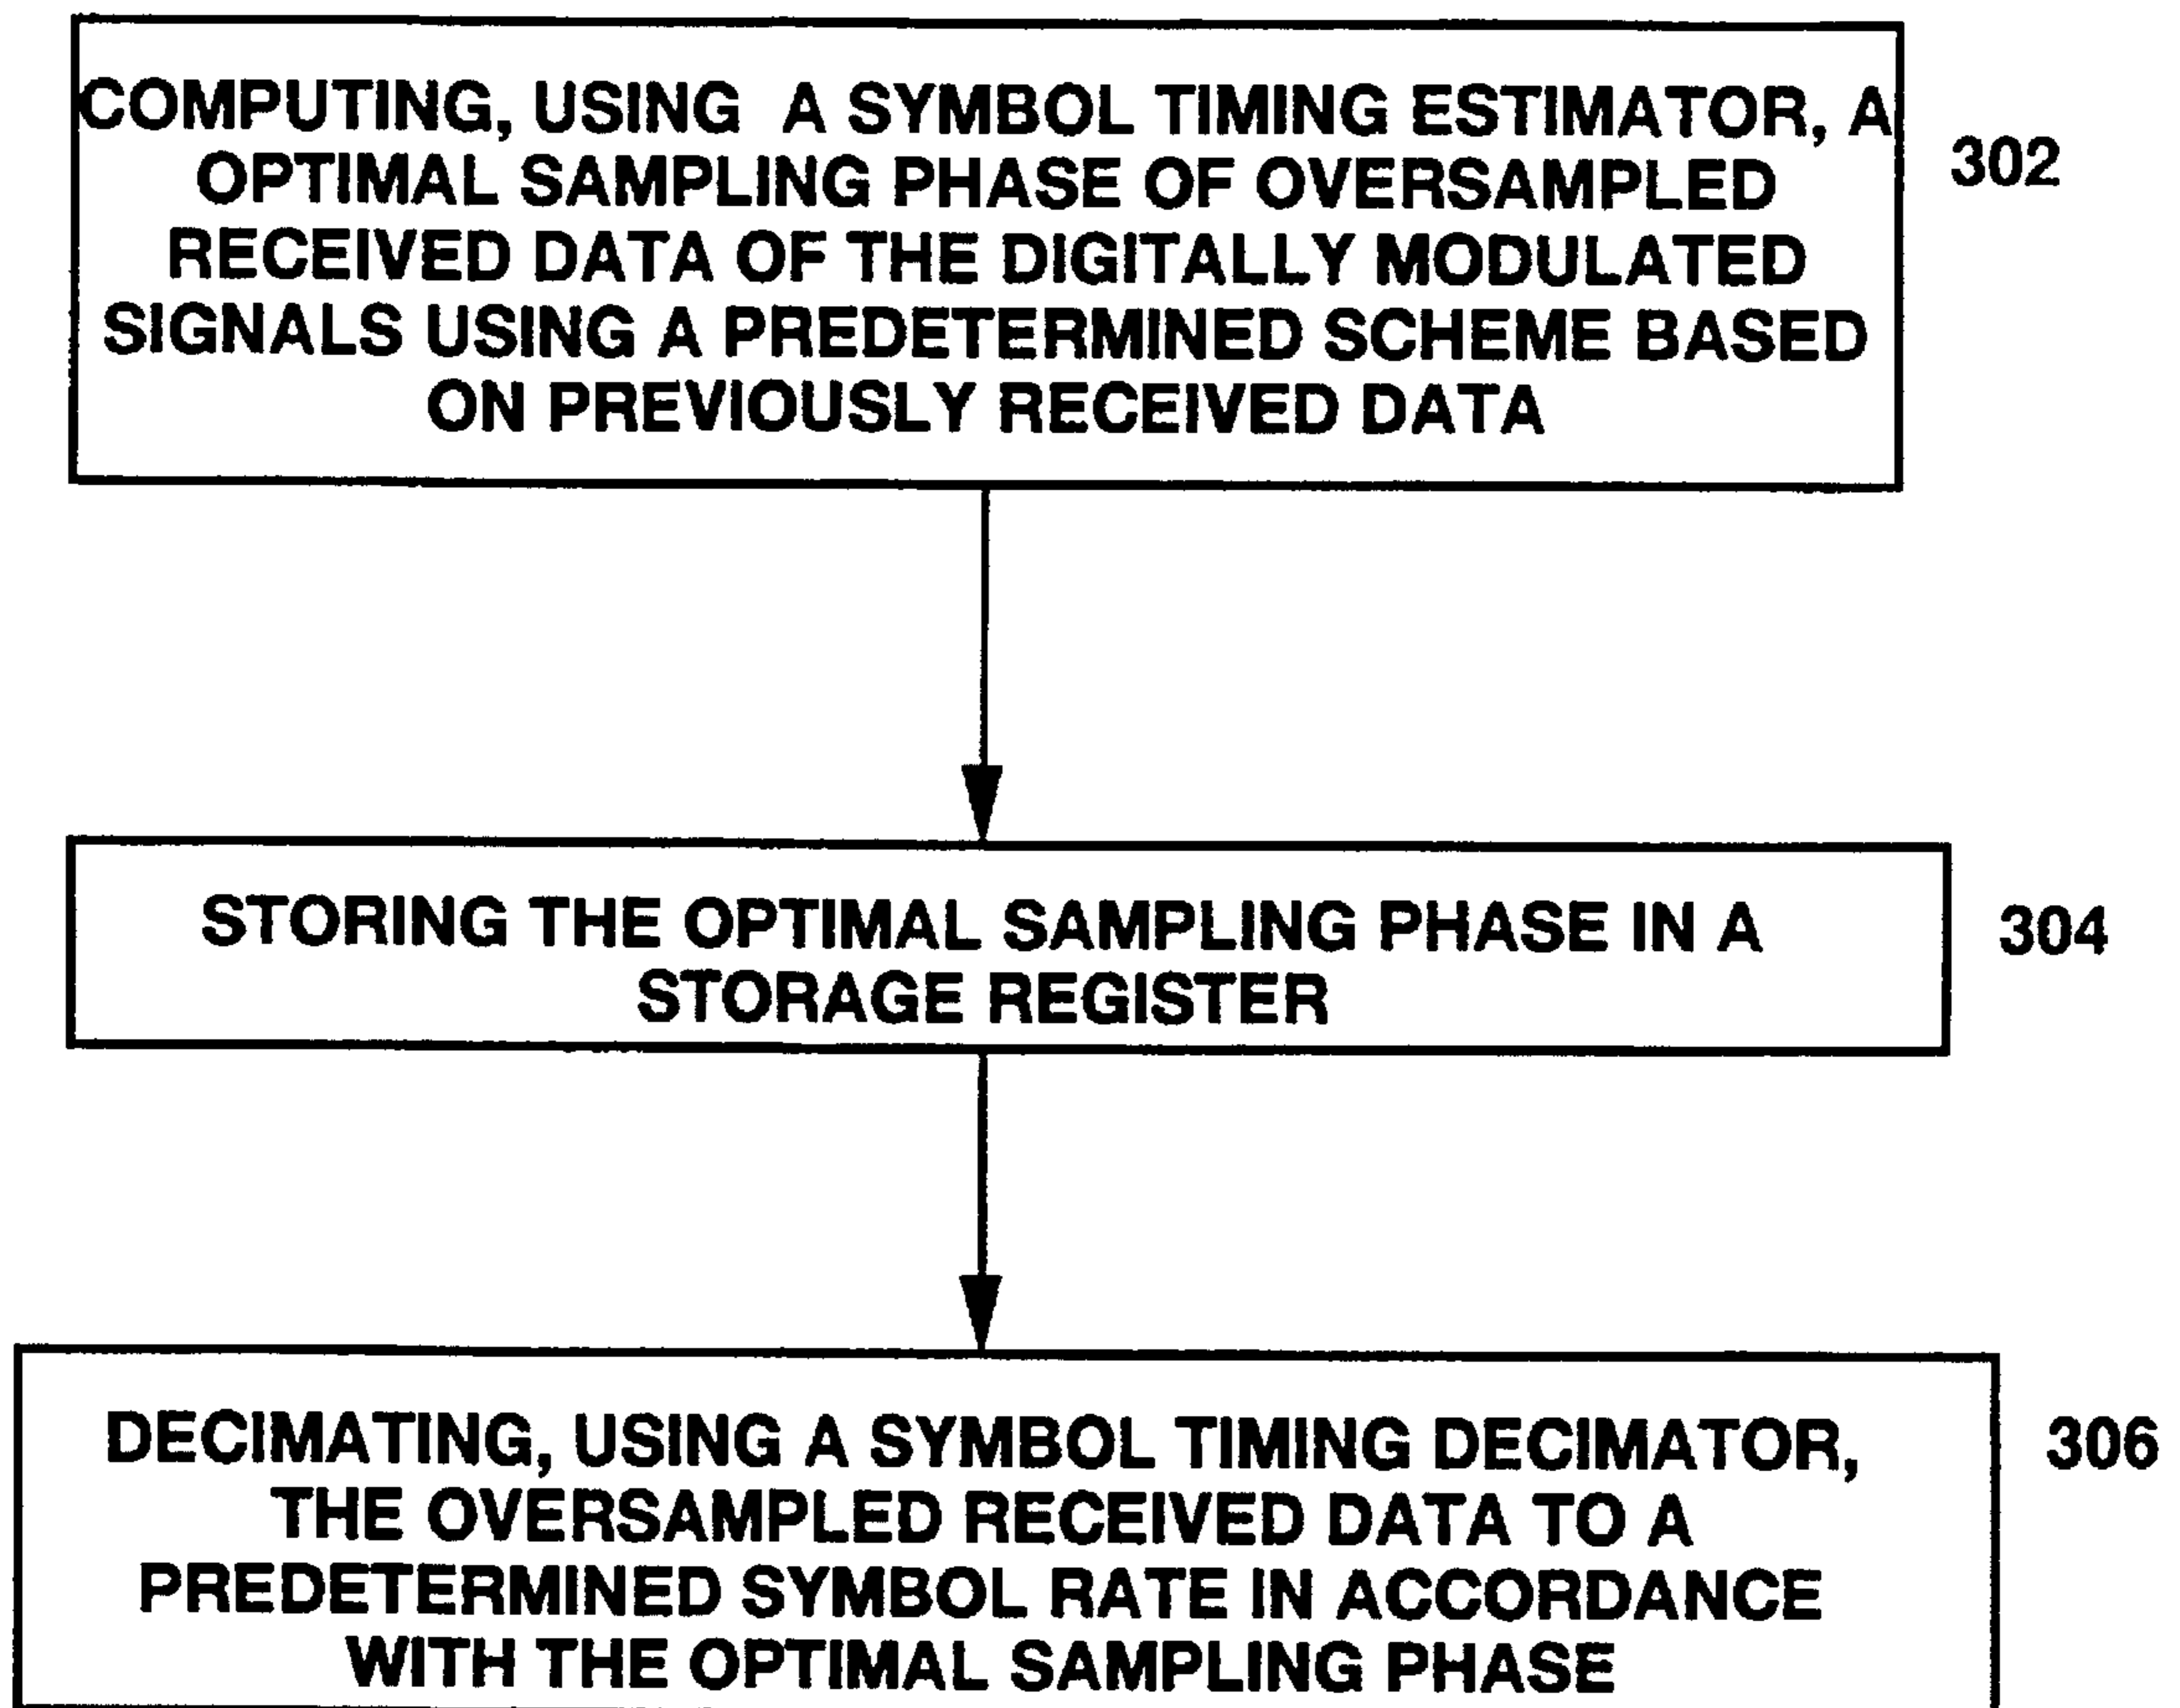 COMPUTING, USING A SYMBOL TIMING ESTIMATOR, A
OPTIMAL SAMPLING PHASE OF OVERSAMPLED
RECEIVED DATA OF THE DIGITALLY MODULATED
SIGNALS USING A PREDETERMINED SCHEME BASED
ON PREVIOUSLY RECEIVED DATA
302
STORING THE OPTIMAL SAMPLING PHASE IN A
STORAGE REGISTER
304
DECIMATING, USING A SYMBOL TIMING DECIMATOR,
THE OVERSAMPLED RECEIVED DATA TO A
PREDETERMINED SYMBOL RATE IN ACCORDANCE
WITH THE OPTIMAL SAMPLING PHASE
306